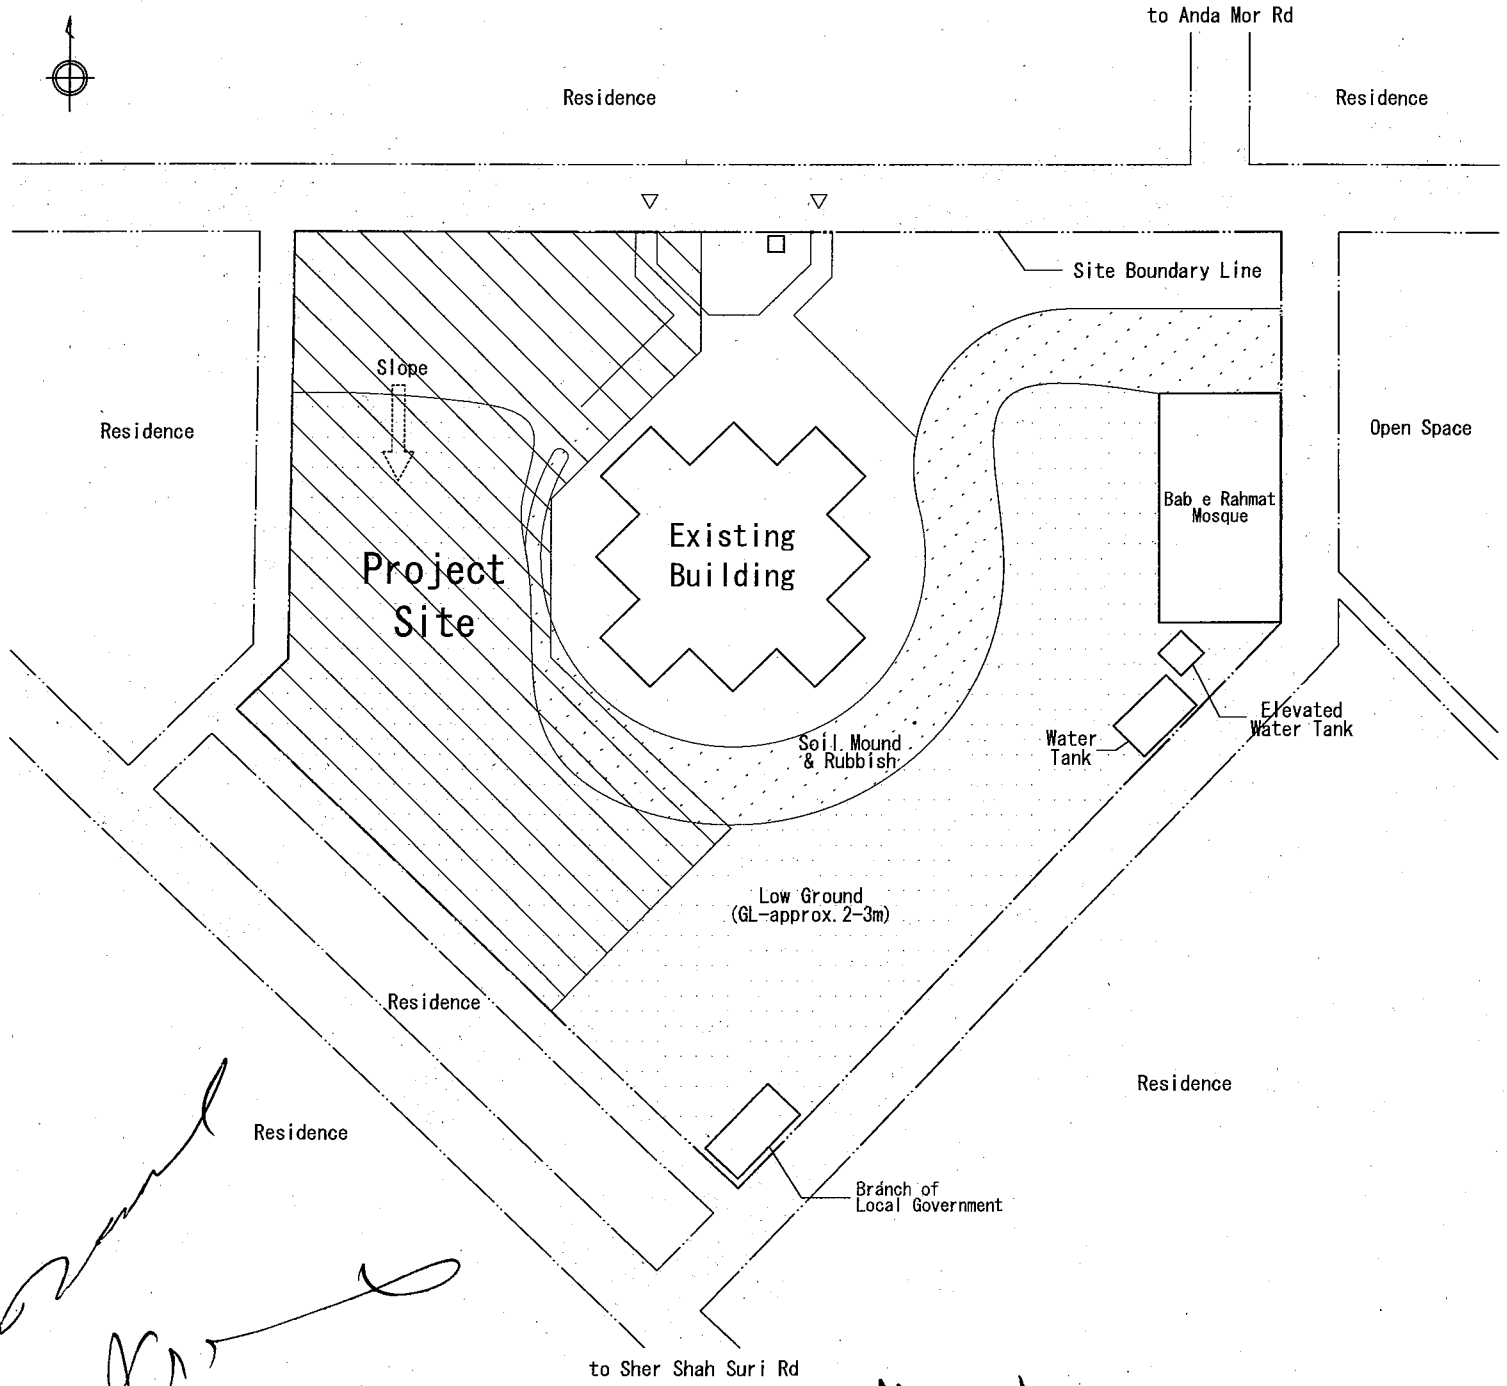 to Anda Mor Rd
Residence
Residence
Site Boundary Line
Slope
Residence
Open Space
Bab e Rahmat
Mosque
Existing
Building
Project
Site
Elevated
Water Tank
Water
Tank
Soil Mound
& Rubbish
Low Ground
(GL-approx. 2-3m)
Residence
Residence
Residence
Branch of
Local Government
to Sher Shah Suri Rd